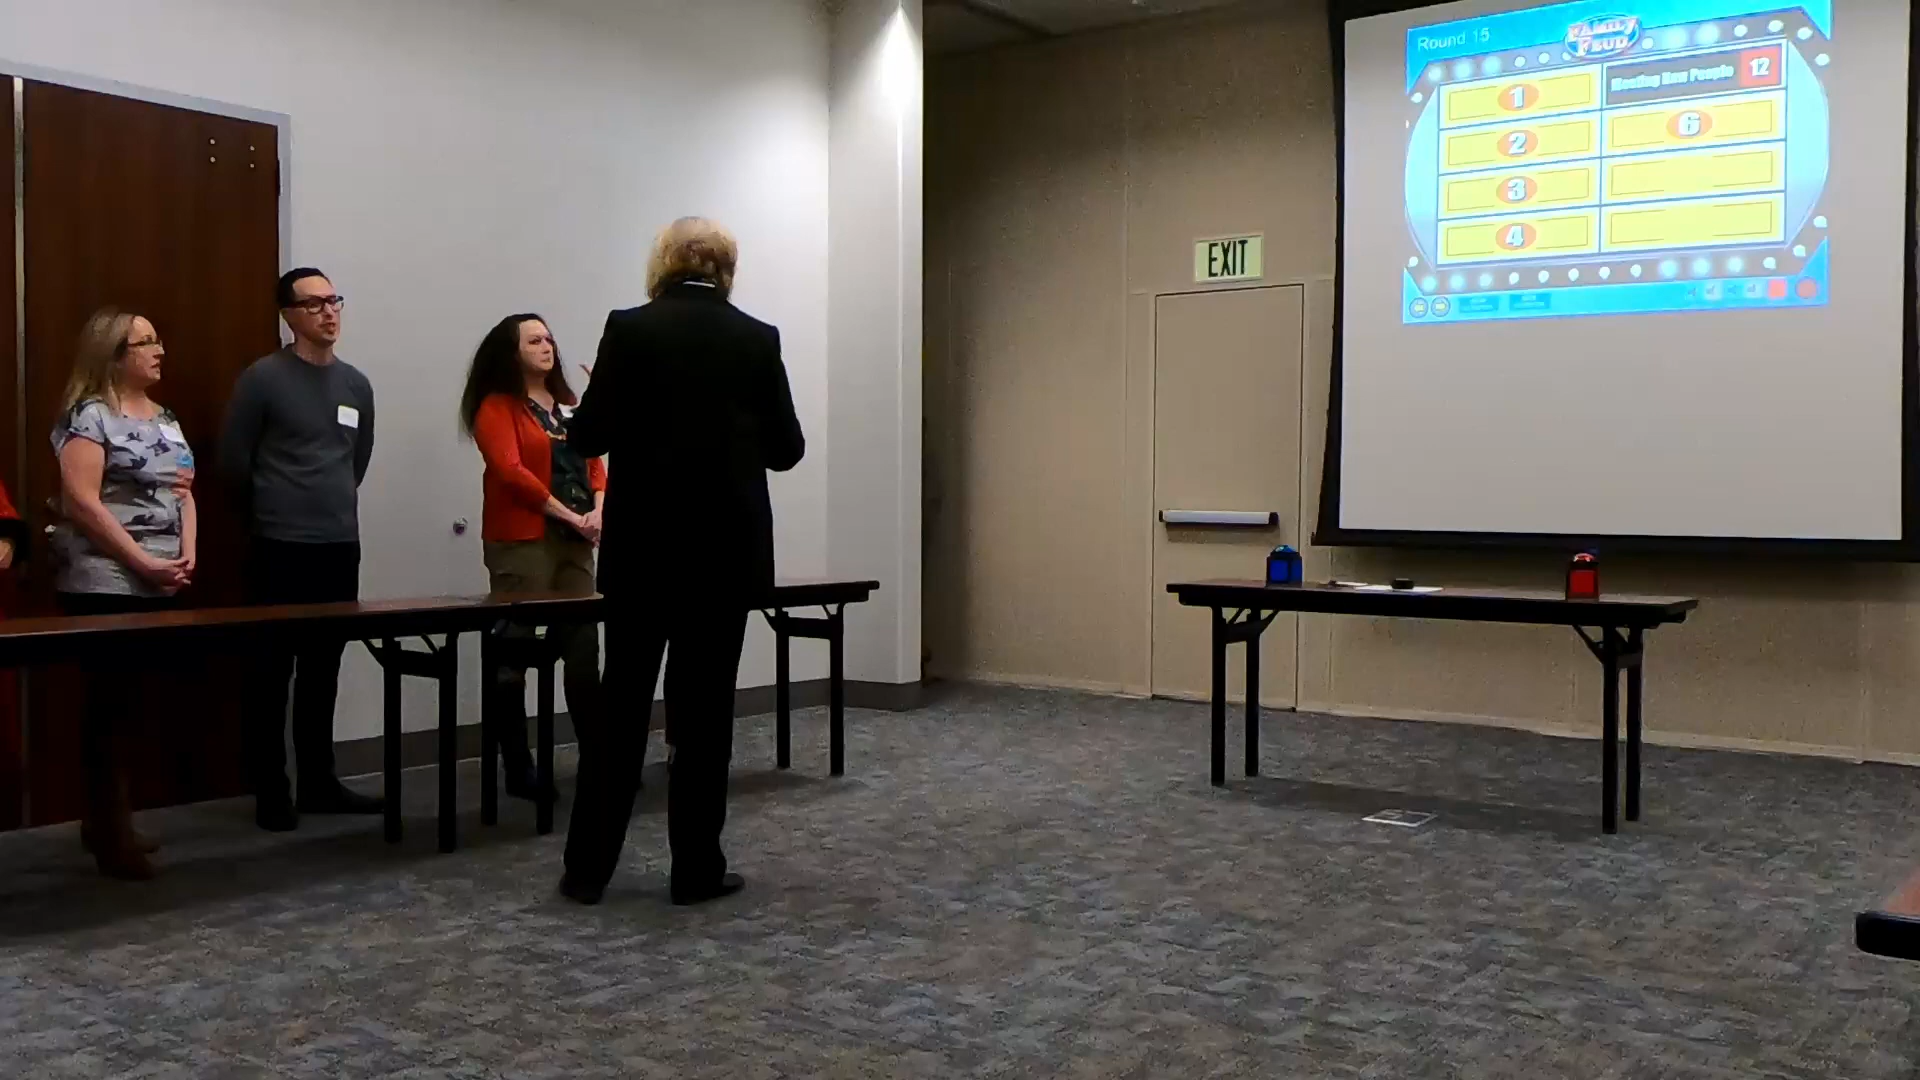 Round 15
FAMILY
FEUD
1
Meeting New People 12
2
6
3
4
EXIT